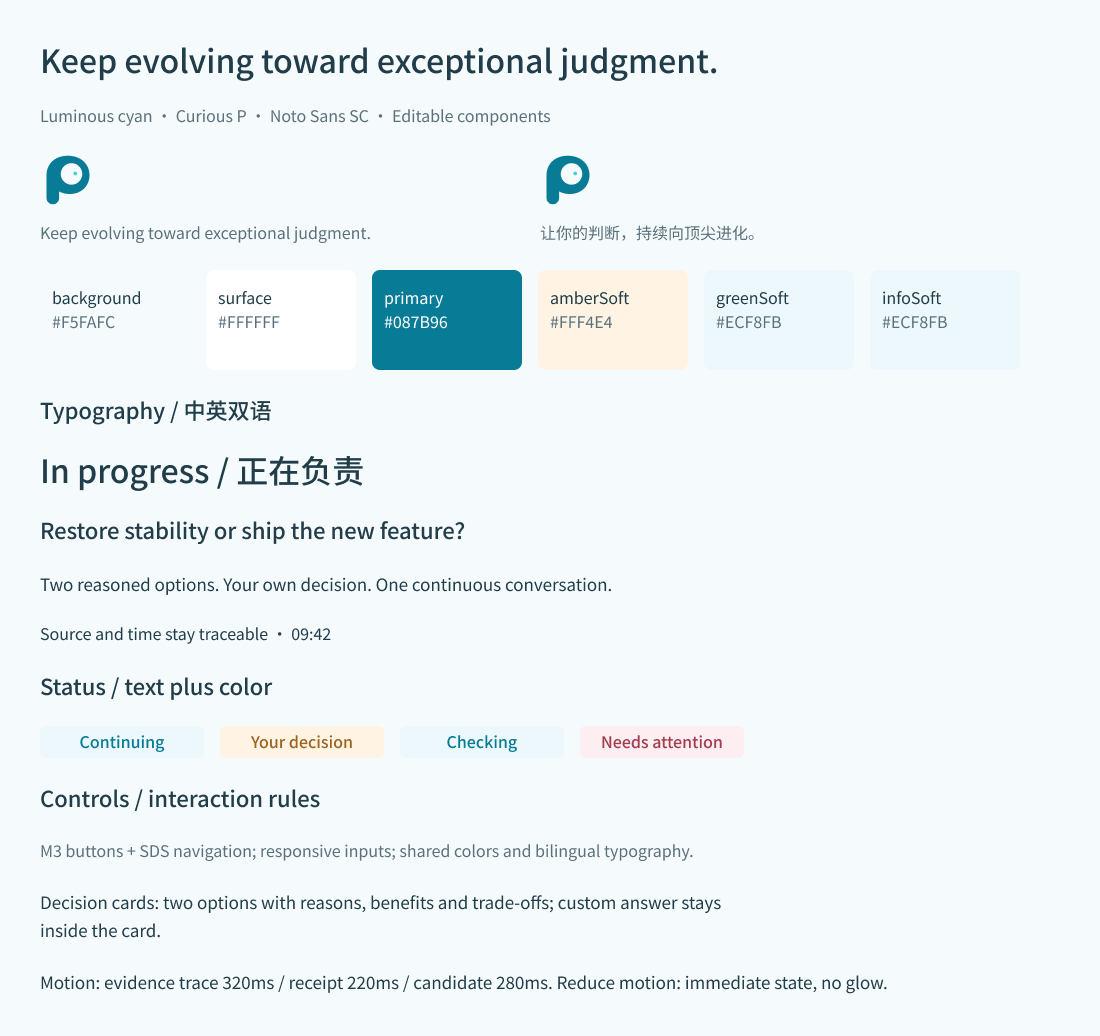 Keep evolving toward exceptional judgment.
Luminous cyan • Curious P • Noto Sans SC • Editable components
Keep evolving toward exceptional judgment.
让你的判断，持续向顶尖进化。
background
#F5FAFC
surface
#FFFFFF
primary
#087B96
amberSoft
#FFF4E4
greenSoft
#ECF8FB
infoSoft
#ECF8FB
Typography / 中英双语
In progress / 正在负责
Restore stability or ship the new feature?
Two reasoned options. Your own decision. One continuous conversation.
Source and time stay traceable • 09:42
Status / text plus color
Continuing
Your decision
Checking
Needs attention
Controls / interaction rules
M3 buttons + SDS navigation; responsive inputs; shared colors and bilingual typography.
Decision cards: two options with reasons, benefits and trade-offs; custom answer stays
inside the card.
Motion: evidence trace 320ms / receipt 220ms / candidate 280ms. Reduce motion: immediate state, no glow.